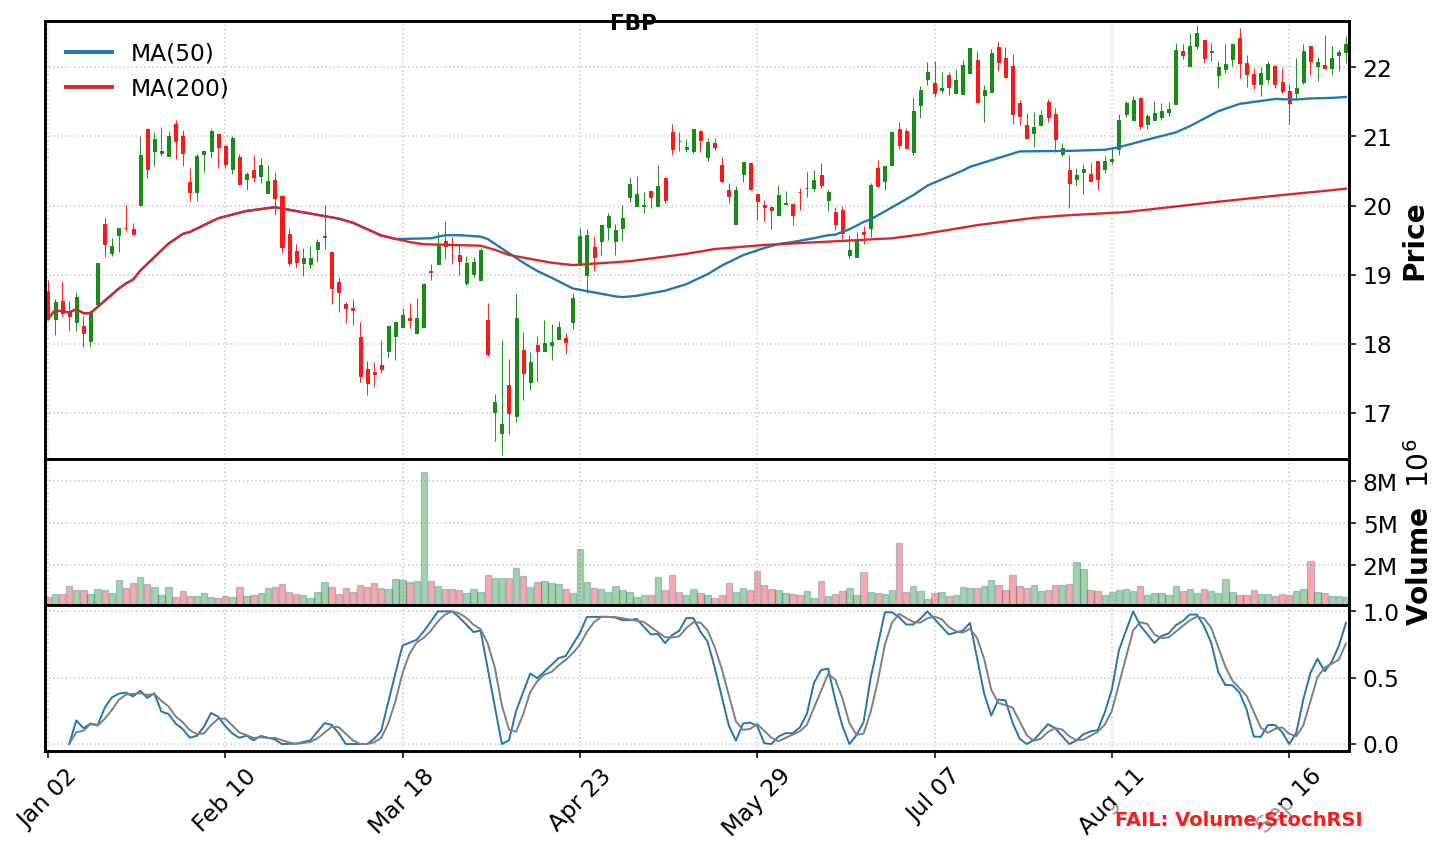 FBP
MA(50)
MA(200)
22
21
20
19
18
17
Price
8M
5M
2M
Volume 10^6
1.0
0.5
0.0
Jan 02
Feb 10
Mar 18
Apr 23
May 29
Jul 07
Aug 11
Sep 16
FAIL: Volume,StochRSI